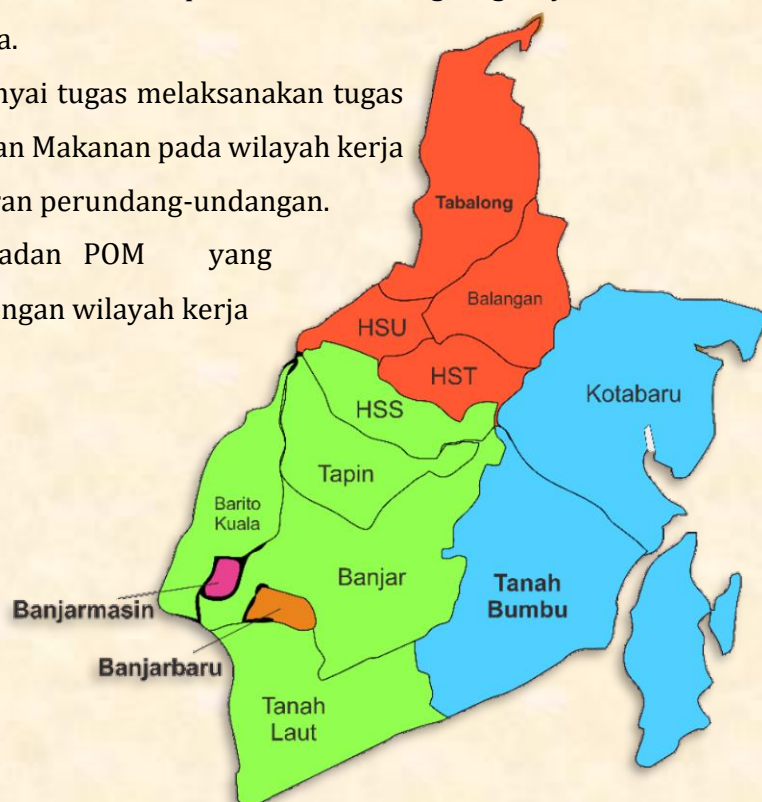 a.
nyai tugas melaksanakan tugas
an Makanan pada wilayah kerja
ran perundang-undangan.
adan POM yang
ngan wilayah kerja
Tabalong
Balangan
HSU
HST
Kotabaru
HSS
Tapin
Barito
Kuala
Banjar
Tanah
Bumbu
Banjarmasin
Banjarbaru
Tanah
Laut